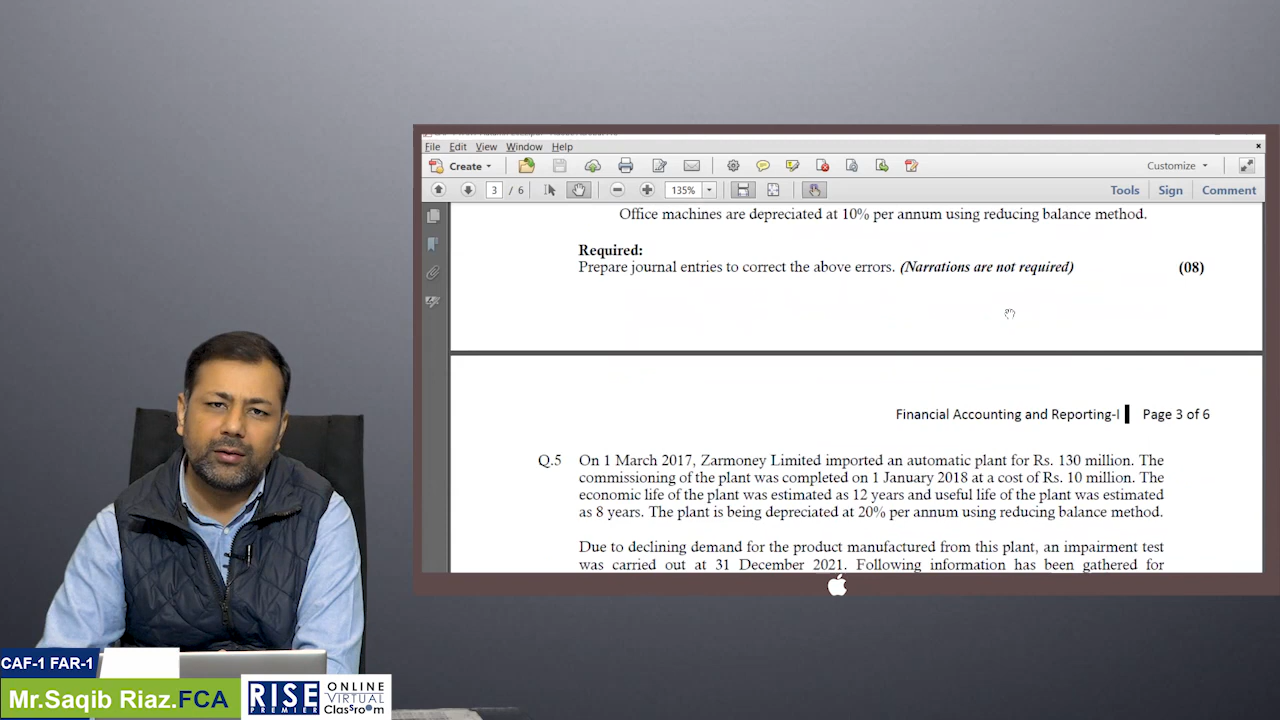 File Edit View Window Help
Create
Customize
3 / 6
135%
Tools Sign Comment
Office machines are depreciated at 10% per annum using reducing balance method.
Required:
Prepare journal entries to correct the above errors. (Narrations are not required) (08)
Financial Accounting and Reporting-I Page 3 of 6
Q.5 On 1 March 2017, Zarmoney Limited imported an automatic plant for Rs. 130 million. The
commissioning of the plant was completed on 1 January 2018 at a cost of Rs. 10 million. The
economic life of the plant was estimated as 12 years and useful life of the plant was estimated
as 8 years. The plant is being depreciated at 20% per annum using reducing balance method.
Due to declining demand for the product manufactured from this plant, an impairment test
was carried out at 31 December 2021. Following information has been gathered for
CAF-1 FAR-1
Mr.Saqib Riaz.FCA
RISE
PREMIER
ONLINE
VIRTUAL
Classroom